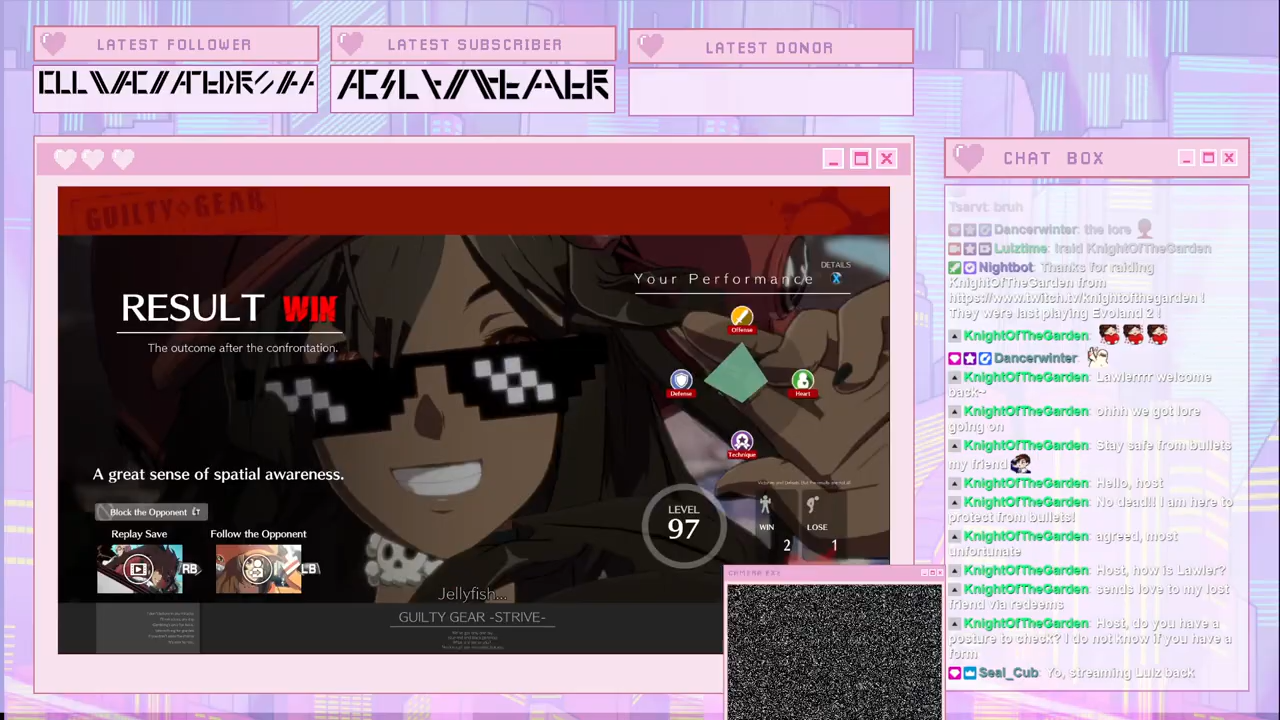 LATEST FOLLOWER
LATEST SUBSCRIBER
LATEST DONOR
CHAT BOX
GUILTY GEAR
RESULT WIN
The outcome after the confrontation.
Your Performance
DETAILS
Offense
Defense
Heart
Technique
A great sense of spatial awareness.
Block the Opponent
Replay Save
Follow the Opponent
RB
LB
LEVEL
97
WIN
LOSE
2
1
Jellyfish...
GUILTY GEAR -STRIVE-
Tservt: bruh
Dancerwinter: the lore
Luiztime: !raid KnightOfTheGarden
Nightbot: Thanks for raiding
KnightOfTheGarden from
https://www.twitch.tv/knightofthegarden !
They were last playing Evoland 2 !
KnightOfTheGarden:
Dancerwinter:
KnightOfTheGarden: Lawlerrrr welcome
back~
KnightOfTheGarden: ohhh we got lore
going on
KnightOfTheGarden: Stay safe from bullets
my friend
KnightOfTheGarden: Hello, host
KnightOfTheGarden: No dead!! I am here to
protect from bullets!
KnightOfTheGarden: agreed, most
unfortunate
KnightOfTheGarden: Host, how is Lawler?
KnightOfTheGarden: sends love to my lost
friend via redeems
KnightOfTheGarden: Host, do you have a
posture to check? I do not know if you have a
form
Seal_Cub: Yo, streaming Lulz back